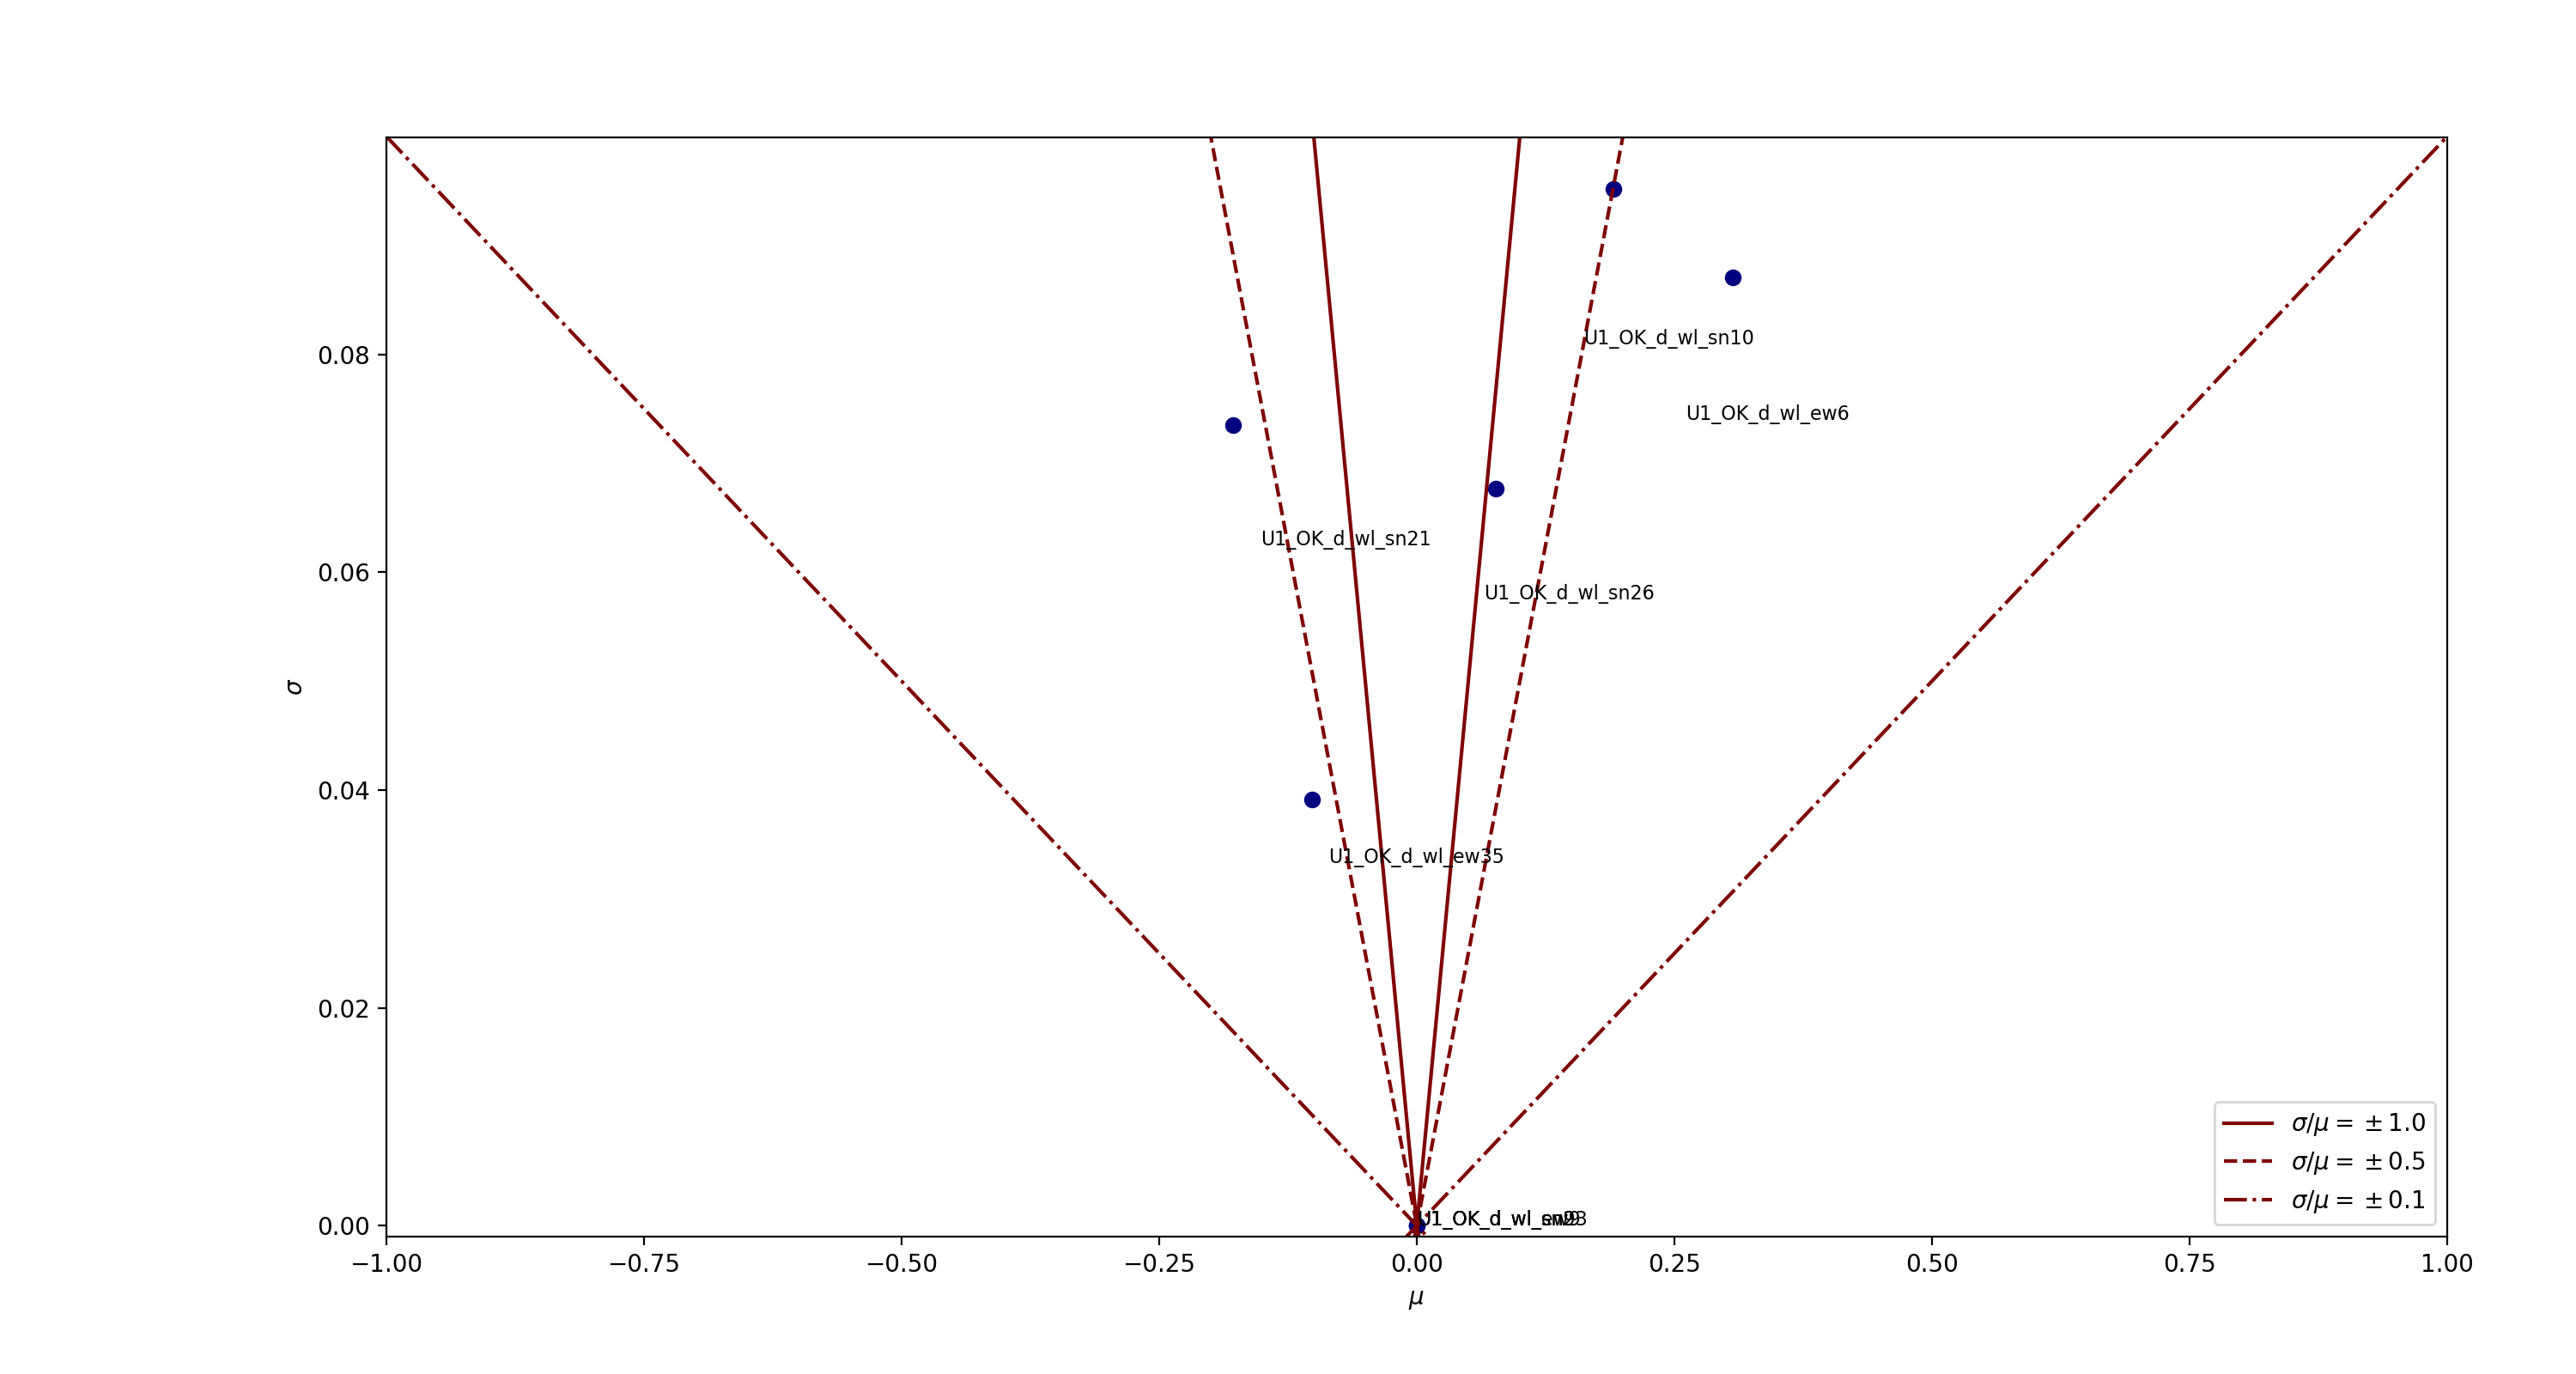 U1_OK_d_wl_sn10
0.08
U1_OK_d_wl_ew6
U1_OK_d_wl_sn21
0.06
U1_OK_d_wl_sn26
σ
0.04
U1_OK_d_wl_ew35
0.02
σ/μ = ±1.0
σ/μ = ±0.5
σ/μ = ±0.1
0.00
−1.00 −0.75 −0.50 −0.25 0.00 0.25 0.50 0.75 1.00
μ